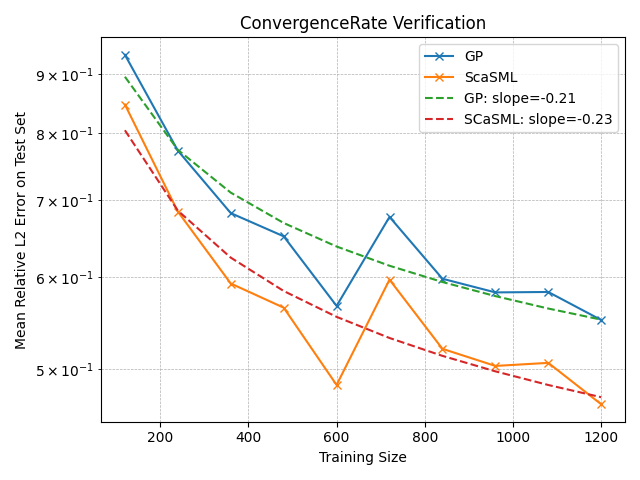 ConvergenceRate Verification
Mean Relative L2 Error on Test Set
9 × 10⁻¹
8 × 10⁻¹
7 × 10⁻¹
6 × 10⁻¹
5 × 10⁻¹
GP
ScaSML
GP: slope=-0.21
SCaSML: slope=-0.23
200 400 600 800 1000 1200
Training Size